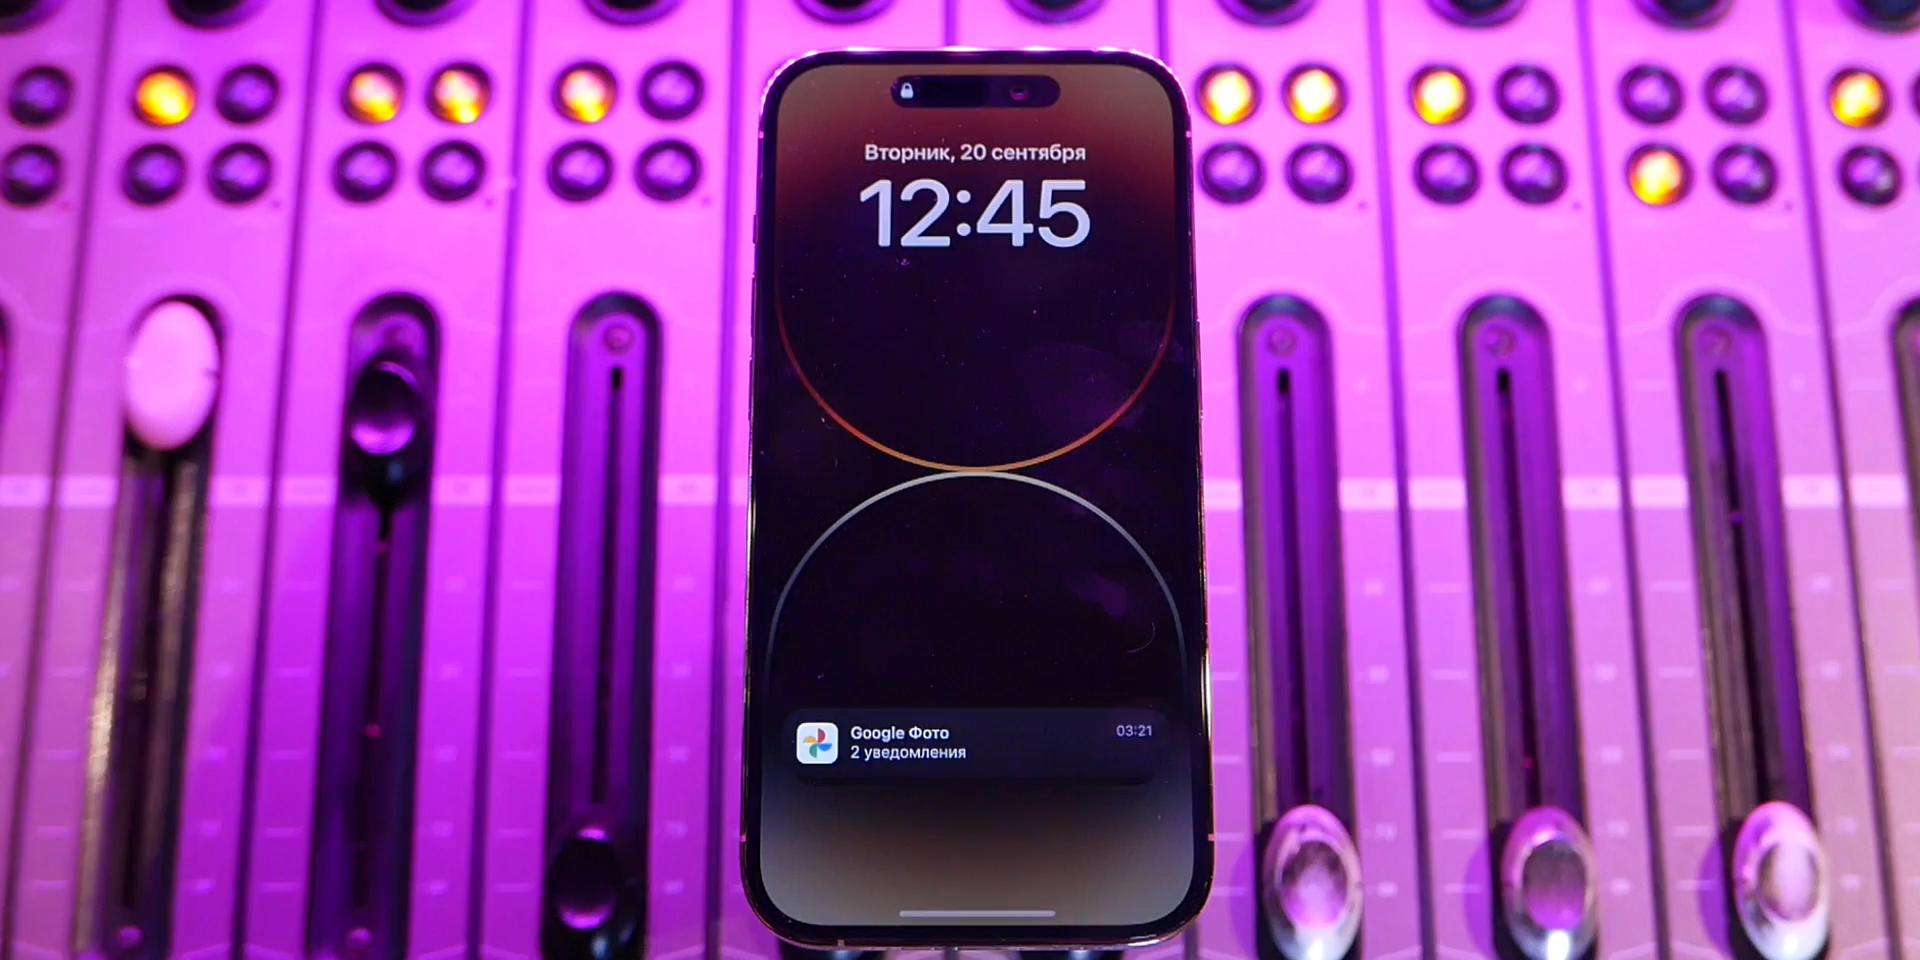 Вторник, 20 сентября
12:45
Google Фото
03:21
2 уведомления